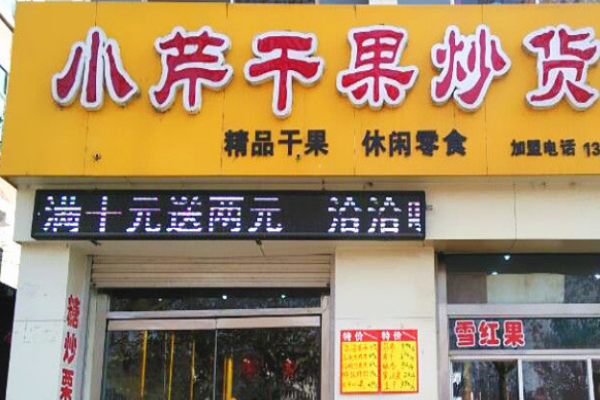 小芹干果炒货
精品干果 休闲零食 加盟电话 13
满十元送两元 洽洽
糖炒栗
特价 特价
雪红果